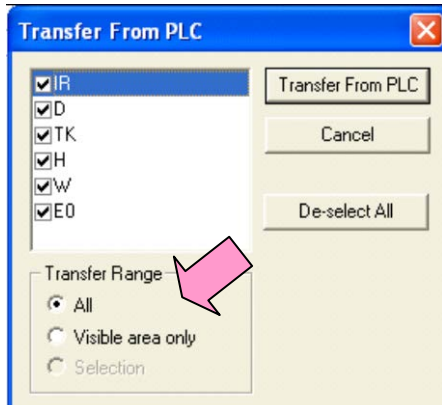 Transfer From PLC
IR
D
TK
H
W
E0
Transfer From PLC
Cancel
De-select All
Transfer Range
All
Visible area only
Selection